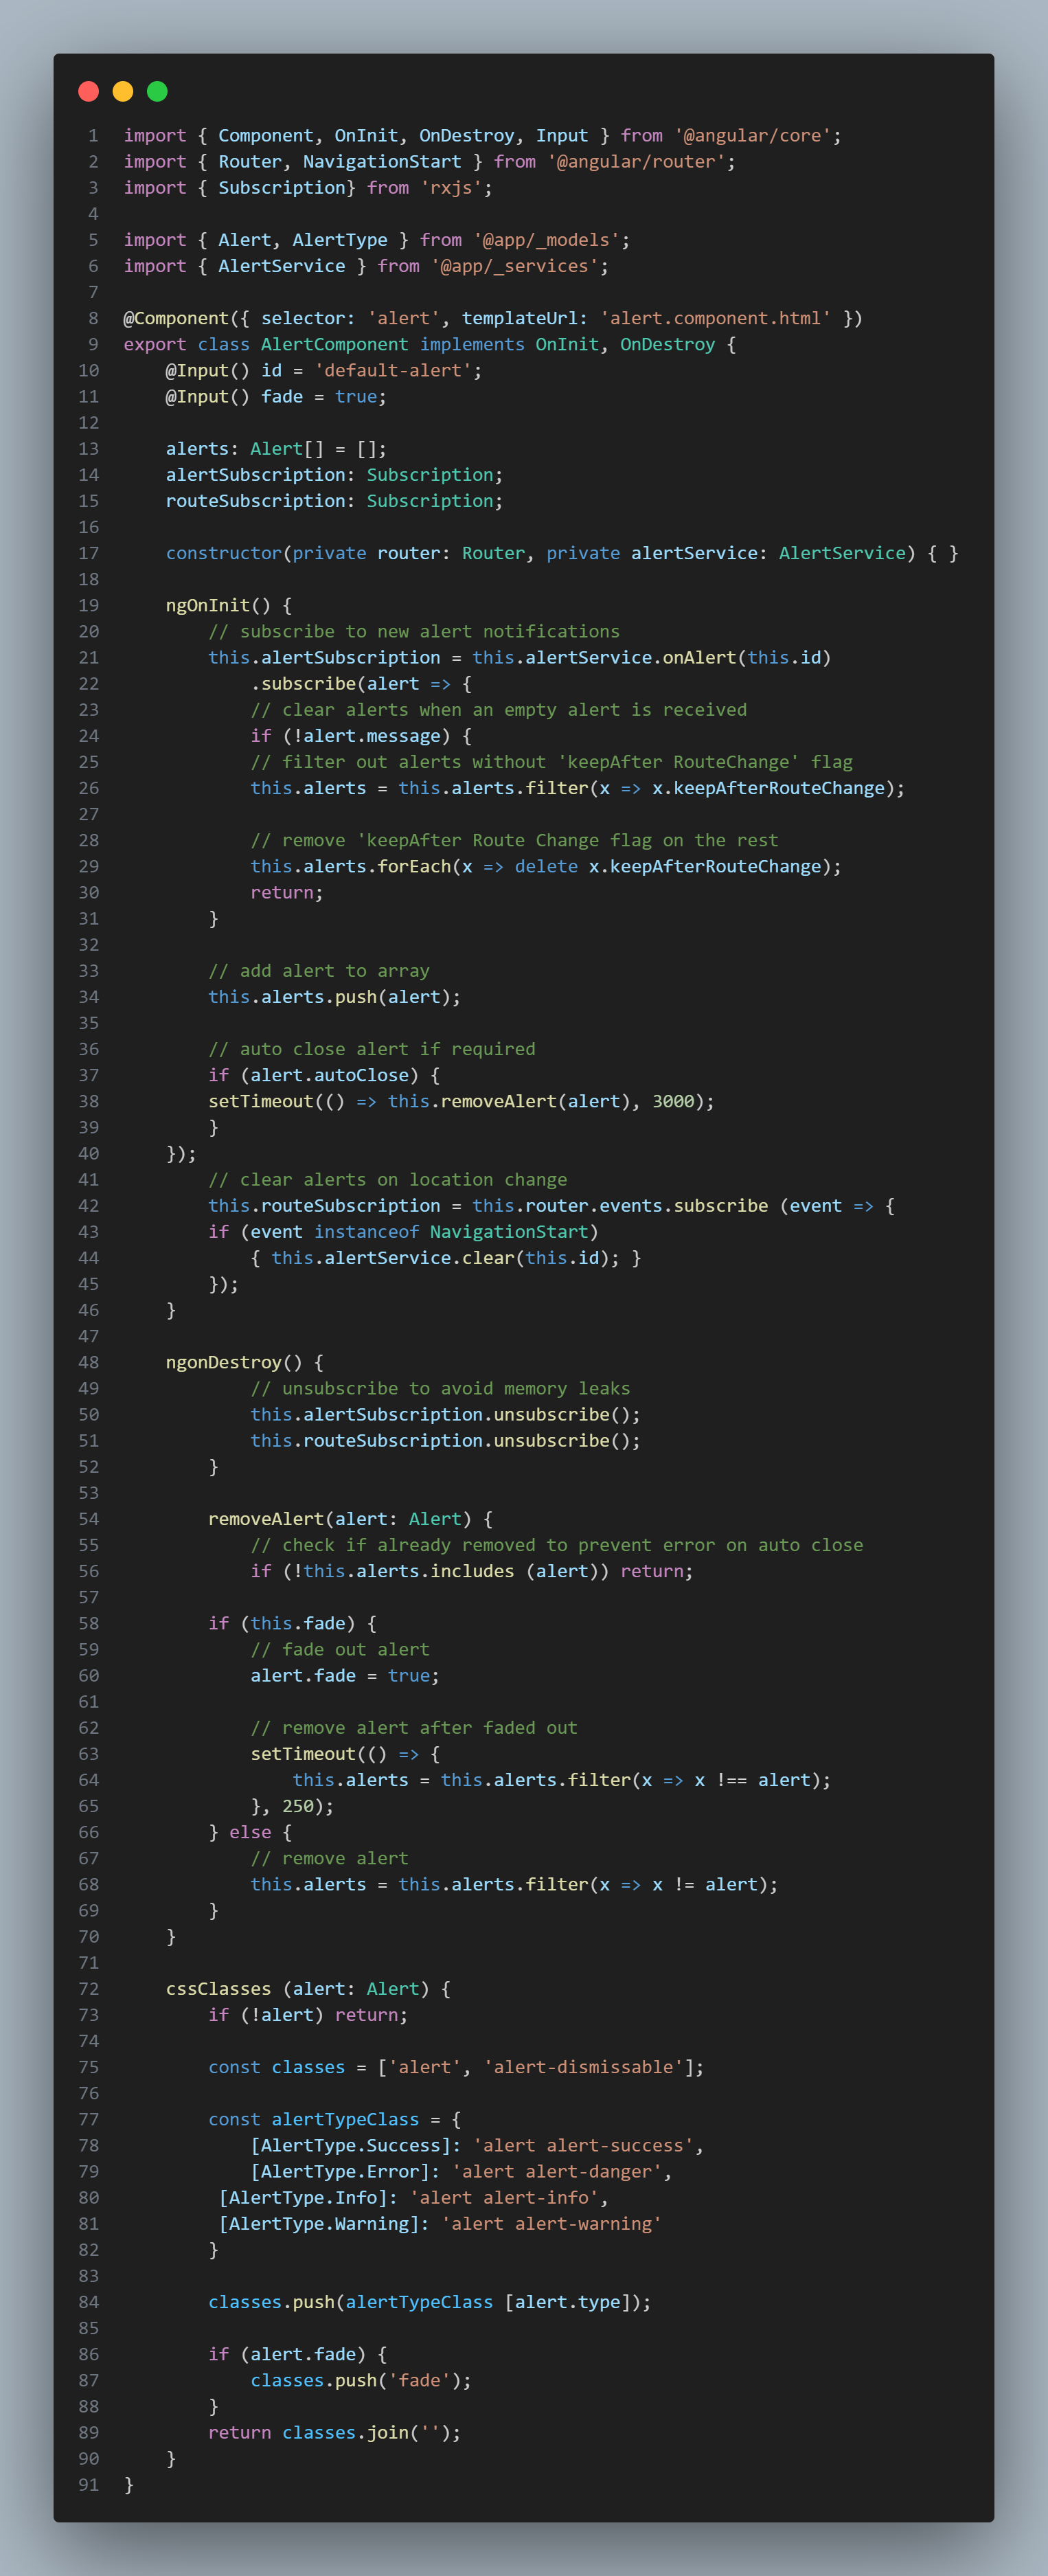 1 import { Component, OnInit, OnDestroy, Input } from '@angular/core';
2 import { Router, NavigationStart } from '@angular/router';
3 import { Subscription} from 'rxjs';
4
5 import { Alert, AlertType } from '@app/_models';
6 import { AlertService } from '@app/_services';
7
8 @Component({ selector: 'alert', templateUrl: 'alert.component.html' })
9 export class AlertComponent implements OnInit, OnDestroy {
10     @Input() id = 'default-alert';
11     @Input() fade = true;
12
13     alerts: Alert[] = [];
14     alertSubscription: Subscription;
15     routeSubscription: Subscription;
16
17     constructor(private router: Router, private alertService: AlertService) { }
18
19     ngOnInit() {
20         // subscribe to new alert notifications
21         this.alertSubscription = this.alertService.onAlert(this.id)
22             .subscribe(alert => {
23             // clear alerts when an empty alert is received
24             if (!alert.message) {
25             // filter out alerts without 'keepAfter RouteChange' flag
26             this.alerts = this.alerts.filter(x => x.keepAfterRouteChange);
27
28             // remove 'keepAfter Route Change flag on the rest
29             this.alerts.forEach(x => delete x.keepAfterRouteChange);
30             return;
31         }
32
33         // add alert to array
34         this.alerts.push(alert);
35
36         // auto close alert if required
37         if (alert.autoClose) {
38         setTimeout(() => this.removeAlert(alert), 3000);
39         }
40     });
41         // clear alerts on location change
42         this.routeSubscription = this.router.events.subscribe (event => {
43         if (event instanceof NavigationStart)
44             { this.alertService.clear(this.id); }
45         });
46     }
47
48     ngonDestroy() {
49             // unsubscribe to avoid memory leaks
50             this.alertSubscription.unsubscribe();
51             this.routeSubscription.unsubscribe();
52         }
53
54         removeAlert(alert: Alert) {
55             // check if already removed to prevent error on auto close
56             if (!this.alerts.includes (alert)) return;
57
58         if (this.fade) {
59             // fade out alert
60             alert.fade = true;
61
62             // remove alert after faded out
63             setTimeout(() => {
64                 this.alerts = this.alerts.filter(x => x !== alert);
65             }, 250);
66         } else {
67             // remove alert
68             this.alerts = this.alerts.filter(x => x != alert);
69         }
70     }
71
72     cssClasses (alert: Alert) {
73         if (!alert) return;
74
75         const classes = ['alert', 'alert-dismissable'];
76
77         const alertTypeClass = {
78             [AlertType.Success]: 'alert alert-success',
79             [AlertType.Error]: 'alert alert-danger',
80          [AlertType.Info]: 'alert alert-info',
81          [AlertType.Warning]: 'alert alert-warning'
82         }
83
84         classes.push(alertTypeClass [alert.type]);
85
86         if (alert.fade) {
87             classes.push('fade');
88         }
89         return classes.join('');
90     }
91 }